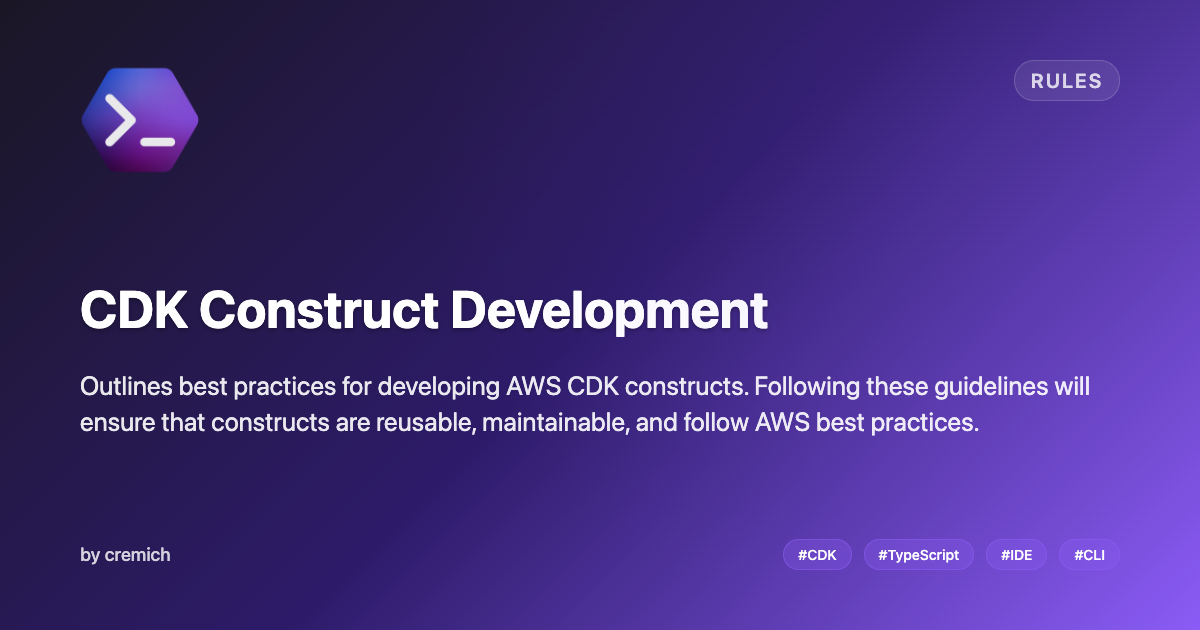 RULES
CDK Construct Development
Outlines best practices for developing AWS CDK constructs. Following these guidelines will
ensure that constructs are reusable, maintainable, and follow AWS best practices.
by cremich
#CDK #TypeScript #IDE #CLI